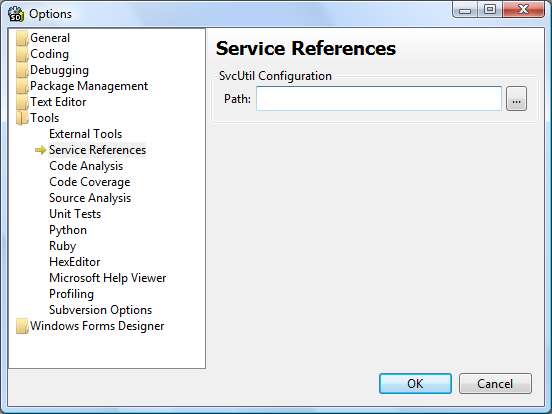 Options
General
Coding
Debugging
Package Management
Text Editor
Tools
External Tools
Service References
Code Analysis
Code Coverage
Source Analysis
Unit Tests
Python
Ruby
HexEditor
Microsoft Help Viewer
Profiling
Subversion Options
Windows Forms Designer
Service References
SvcUtil Configuration
Path:
...
OK
Cancel